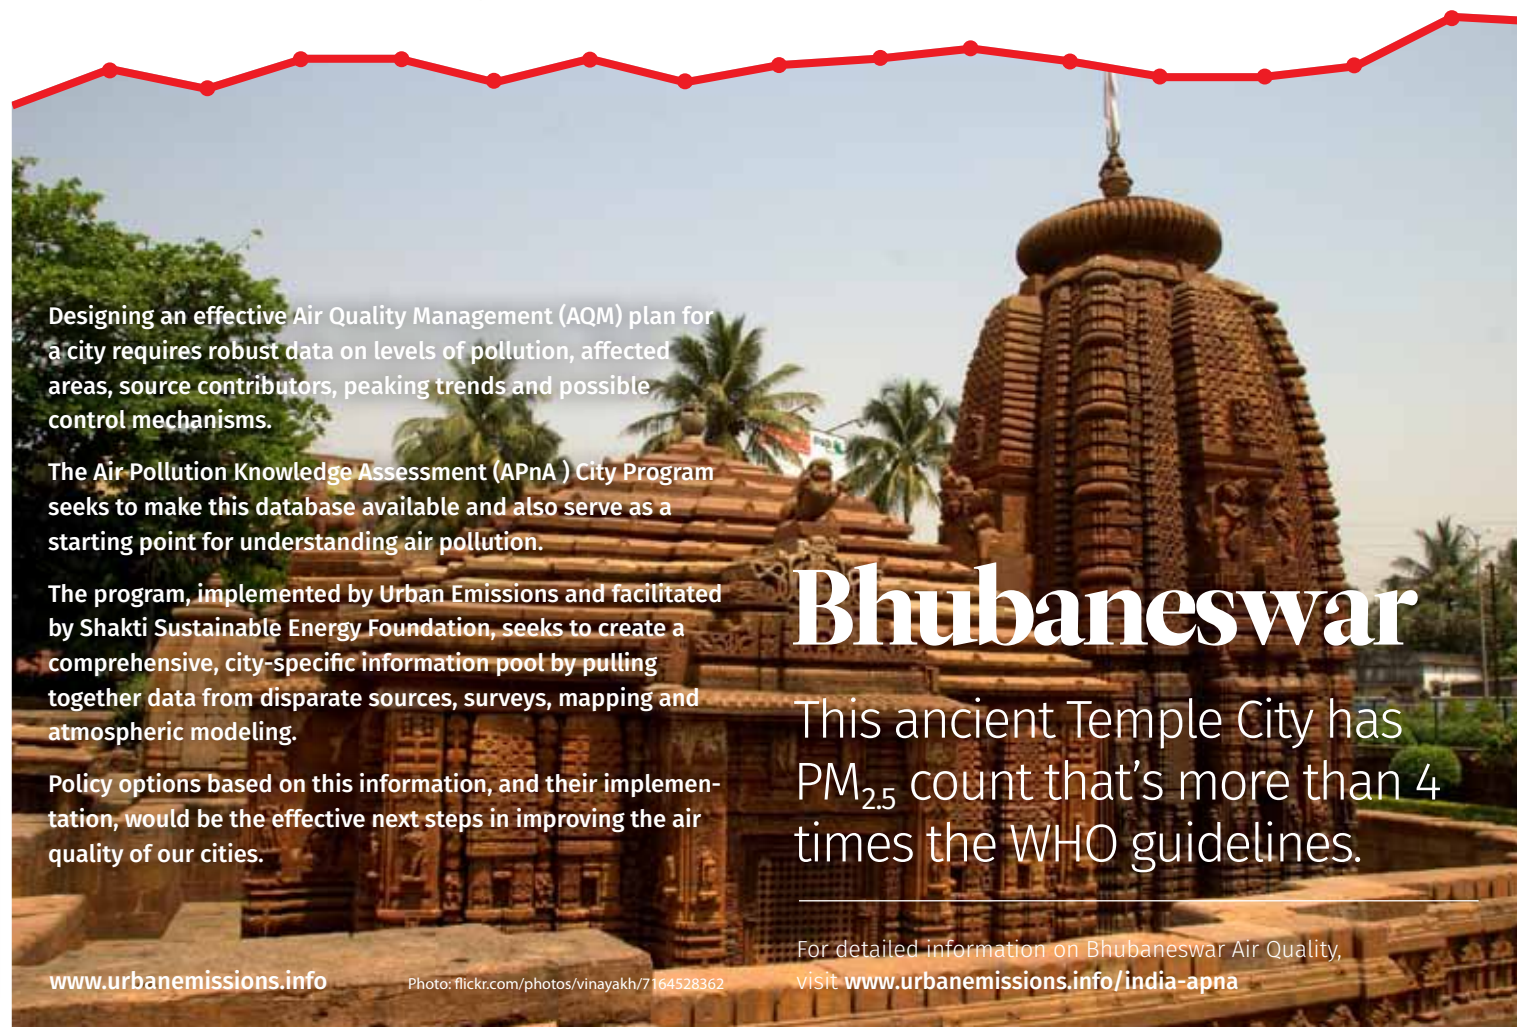 Designing an effective Air Quality Management (AQM) plan for
a city requires robust data on levels of pollution, affected
areas, source contributors, peaking trends and possible
control mechanisms.
The Air Pollution Knowledge Assessment (APnA ) City Program
seeks to make this database available and also serve as a
starting point for understanding air pollution.
The program, implemented by Urban Emissions and facilitated
by Shakti Sustainable Energy Foundation, seeks to create a
comprehensive, city-specific information pool by pulling
together data from disparate sources, surveys, mapping and
atmospheric modeling.
Policy options based on this information, and their implemen-
tation, would be the effective next steps in improving the air
quality of our cities.
www.urbanemissions.info
Photo: flickr.com/photos/vinayakh/7164528362
Bhubaneswar
This ancient Temple City has
PM2.5 count that's more than 4
times the WHO guidelines.
For detailed information on Bhubaneswar Air Quality,
visit www.urbanemissions.info/india-apna